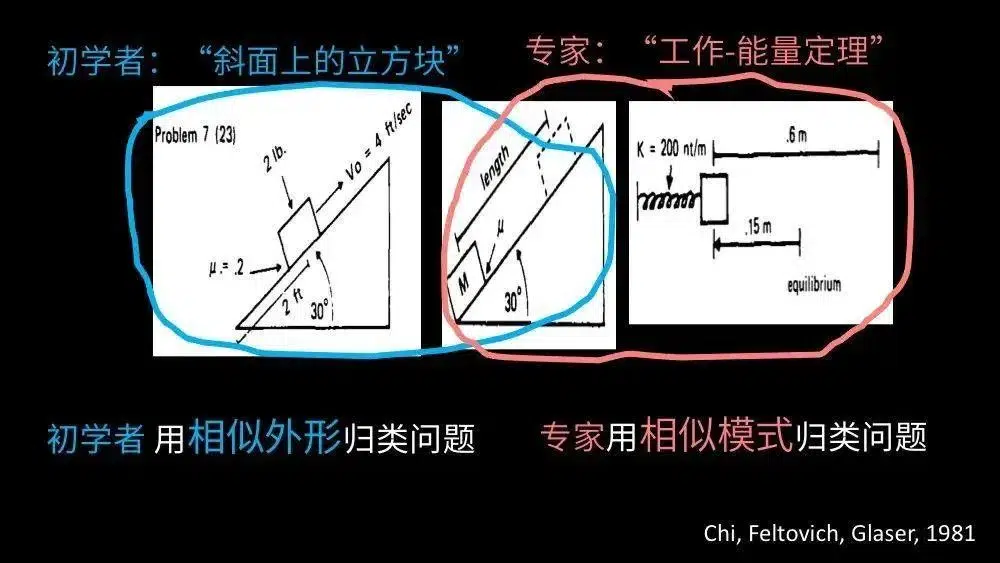 初学者：“斜面上的立方块”
专家：“工作-能量定理”
Problem 7 (23)
2 lb.
Vo = 4 ft/sec
μ.= .2
2 ft
30°
length
μ
M
30°
K = 200 nt/m
.6 m
.15 m
equilibrium
初学者 用相似外形归类问题
专家用相似模式归类问题
Chi, Feltovich, Glaser, 1981